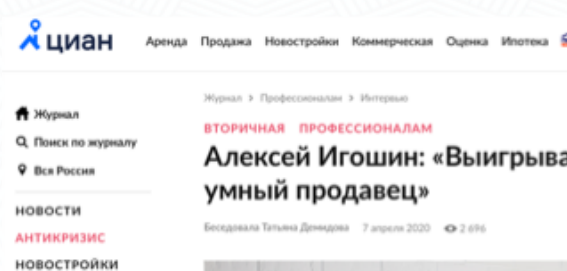 циан
Аренда Продажа Новостройки Коммерческая Оценка Ипотека
Журнал > Профессионалам > Интервью
Журнал
Поиск по журналу
Вся Россия
ВТОРИЧНАЯ ПРОФЕССИОНАЛАМ
Алексей Игошин: «Выигрыва
умный продавец»
Беседовала Татьяна Демидова 7 апреля 2020 2 696
НОВОСТИ
АНТИКРИЗИС
НОВОСТРОЙКИ